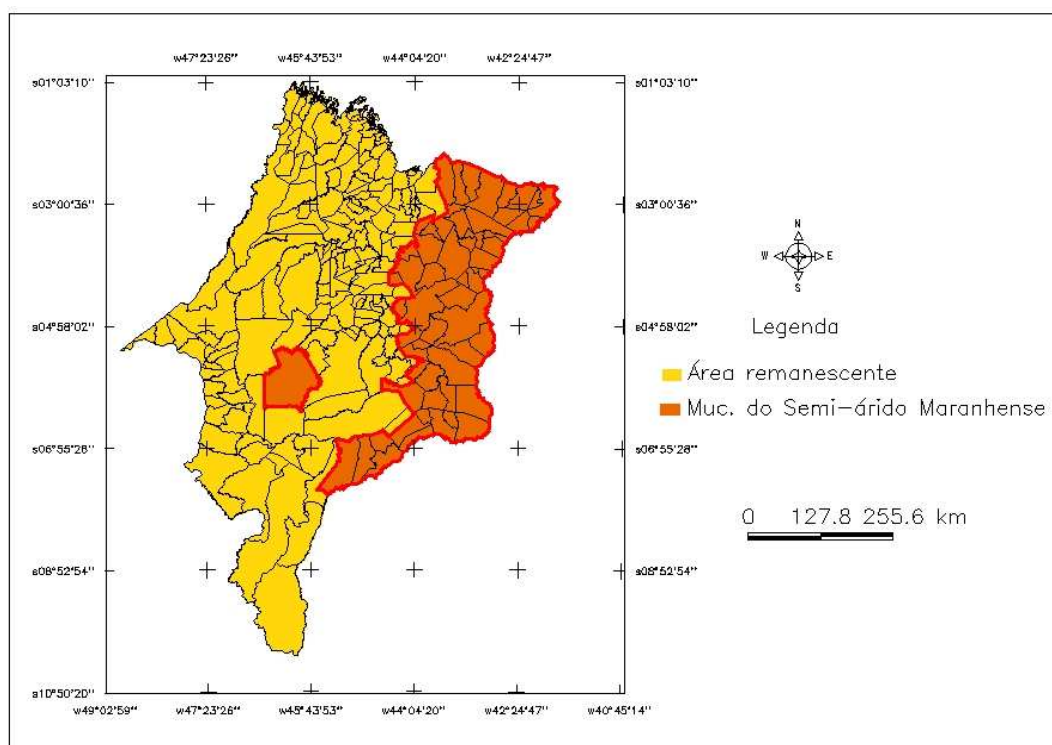 w47°23'26" w45°43'53" w44°04'20" w42°24'47"
s01°03'10" s01°03'10"
s03°00'36" s03°00'36"
N
W E
S
s04°58'02" s04°58'02"
Legenda
Área remanescente
Muc. do Semi-árido Maranhense
s06°55'28" s06°55'28"
0 127.8 255.6 km
s08°52'54" s08°52'54"
s10°50'20"
w49°02'59" w47°23'26" w45°43'53" w44°04'20" w42°24'47" w40°45'14"